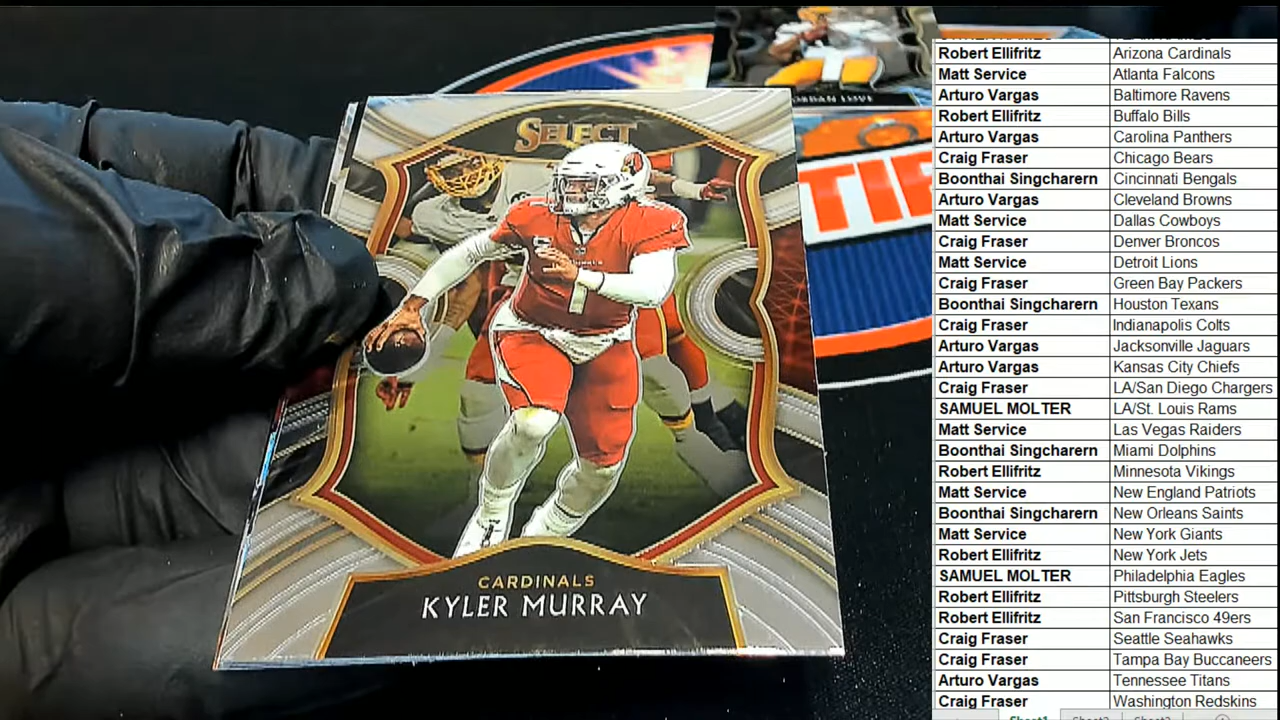 SELECT
CARDINALS
KYLER MURRAY
1
TIE
Robert Ellifritz Arizona Cardinals
Matt Service Atlanta Falcons
Arturo Vargas Baltimore Ravens
Robert Ellifritz Buffalo Bills
Arturo Vargas Carolina Panthers
Craig Fraser Chicago Bears
Boonthai Singcharern Cincinnati Bengals
Arturo Vargas Cleveland Browns
Matt Service Dallas Cowboys
Craig Fraser Denver Broncos
Matt Service Detroit Lions
Craig Fraser Green Bay Packers
Boonthai Singcharern Houston Texans
Craig Fraser Indianapolis Colts
Arturo Vargas Jacksonville Jaguars
Arturo Vargas Kansas City Chiefs
Craig Fraser LA/San Diego Chargers
SAMUEL MOLTER LA/St. Louis Rams
Matt Service Las Vegas Raiders
Boonthai Singcharern Miami Dolphins
Robert Ellifritz Minnesota Vikings
Matt Service New England Patriots
Boonthai Singcharern New Orleans Saints
Matt Service New York Giants
Robert Ellifritz New York Jets
SAMUEL MOLTER Philadelphia Eagles
Robert Ellifritz Pittsburgh Steelers
Robert Ellifritz San Francisco 49ers
Craig Fraser Seattle Seahawks
Craig Fraser Tampa Bay Buccaneers
Arturo Vargas Tennessee Titans
Craig Fraser Washington Redskins